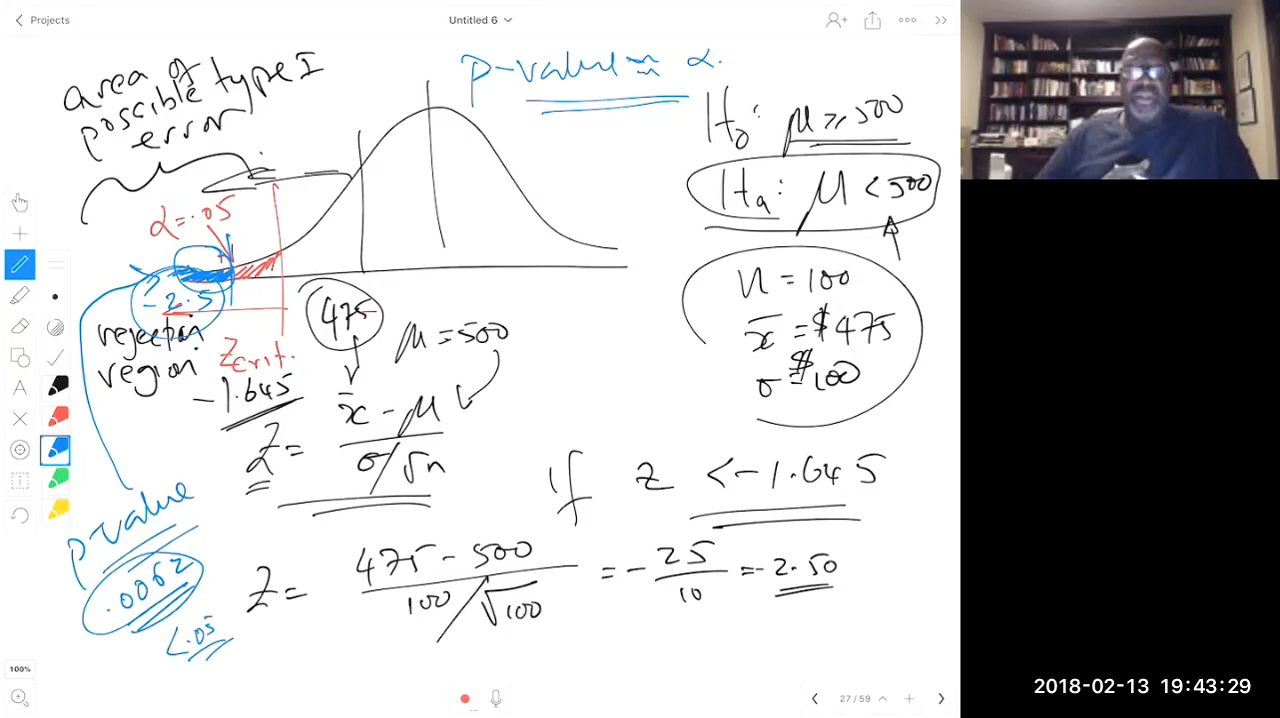 Projects
Untitled 6
area of
possible type I
error
p-value ≈ α.
H₀: μ ≥ 500
Hₐ: μ < 500
α = .05
-2.5
rejection
region
Zcrit.
-1.645
475
μ = 500
n = 100
x̄ = $475
σ = $100
Z = x̄ - μ / σ/√n
if z < -1.645
p-value
.0062
<.05
Z = 475 - 500 / 100/√100 = -25/10 = -2.50
100%
27 / 59
2018-02-13 19:43:29